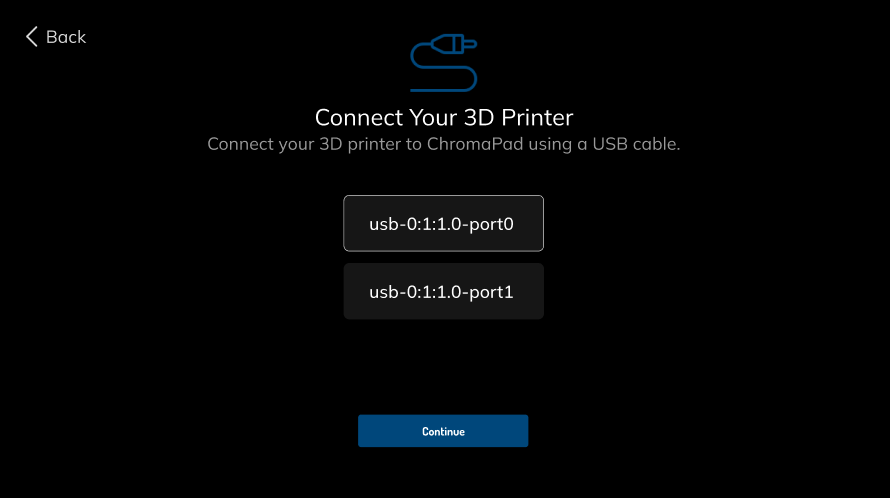 Back
Connect Your 3D Printer
Connect your 3D printer to ChromaPad using a USB cable.
usb-0:1:1.0-port0
usb-0:1:1.0-port1
Continue